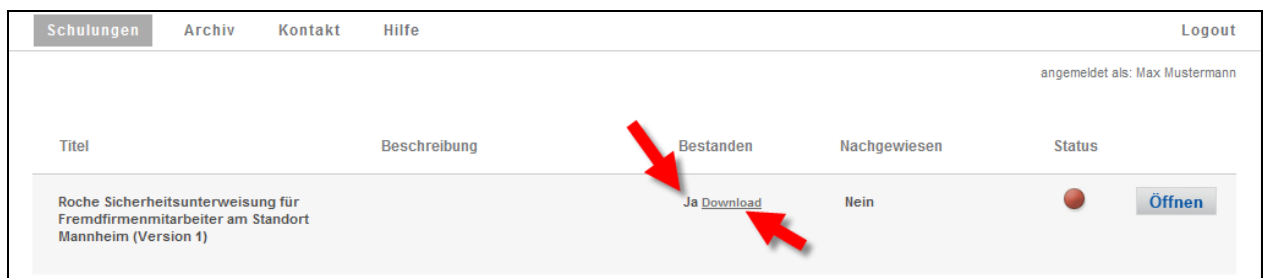 Schulungen Archiv Kontakt Hilfe Logout
angemeldet als: Max Mustermann
Titel Beschreibung Bestanden Nachgewiesen Status
Roche Sicherheitsunterweisung für
Fremdfirmenmitarbeiter am Standort
Mannheim (Version 1)
Ja Download Nein Öffnen